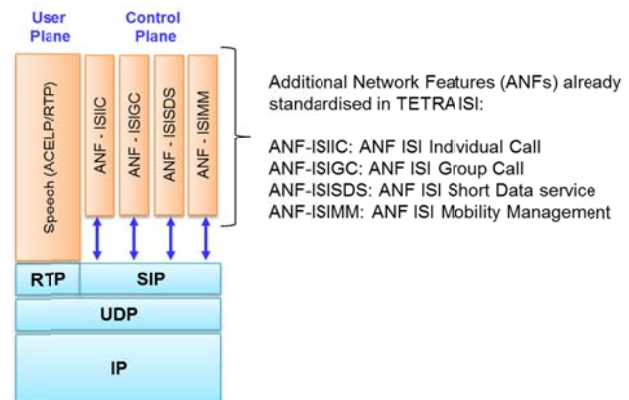 User
Plane
Control
Plane
Speech (ACELP/RTP)
ANF - ISIIC
ANF - ISIGC
ANF - ISISDS
ANF - ISIMM
Additional Network Features (ANFs) already
standardised in TETRA ISI:
ANF-ISIIC: ANF ISI Individual Call
ANF-ISIGC: ANF ISI Group Call
ANF-ISISDS: ANF ISI Short Data service
ANF-ISIMM: ANF ISI Mobility Management
RTP
SIP
UDP
IP